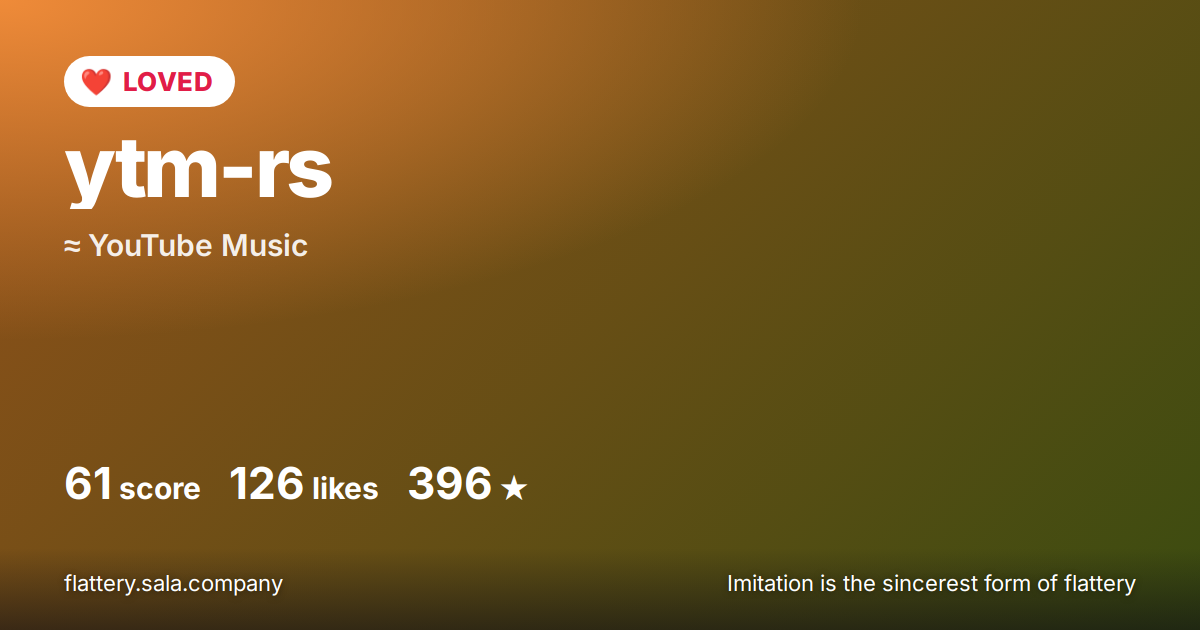 ❤️ LOVED
ytm-rs
≈ YouTube Music
61 score 126 likes 396 ★
flattery.sala.company
Imitation is the sincerest form of flattery